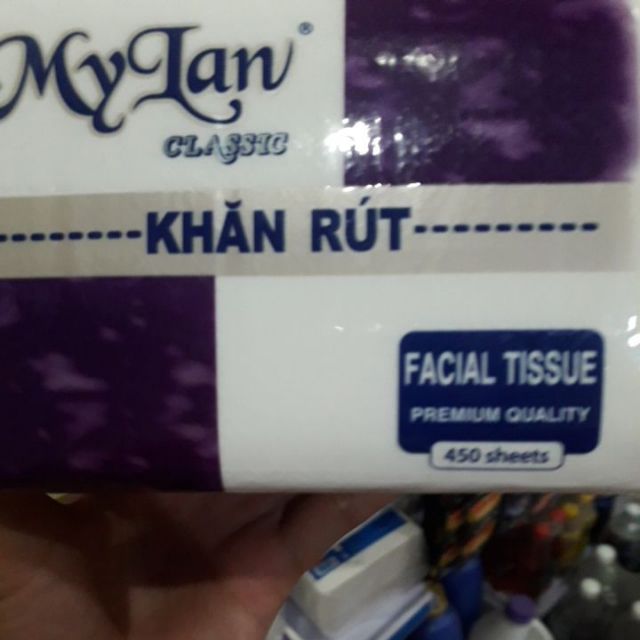 MyLan®
CLASSIC
---------KHĂN RÚT-----------
FACIAL TISSUE
PREMIUM QUALITY
450 sheets